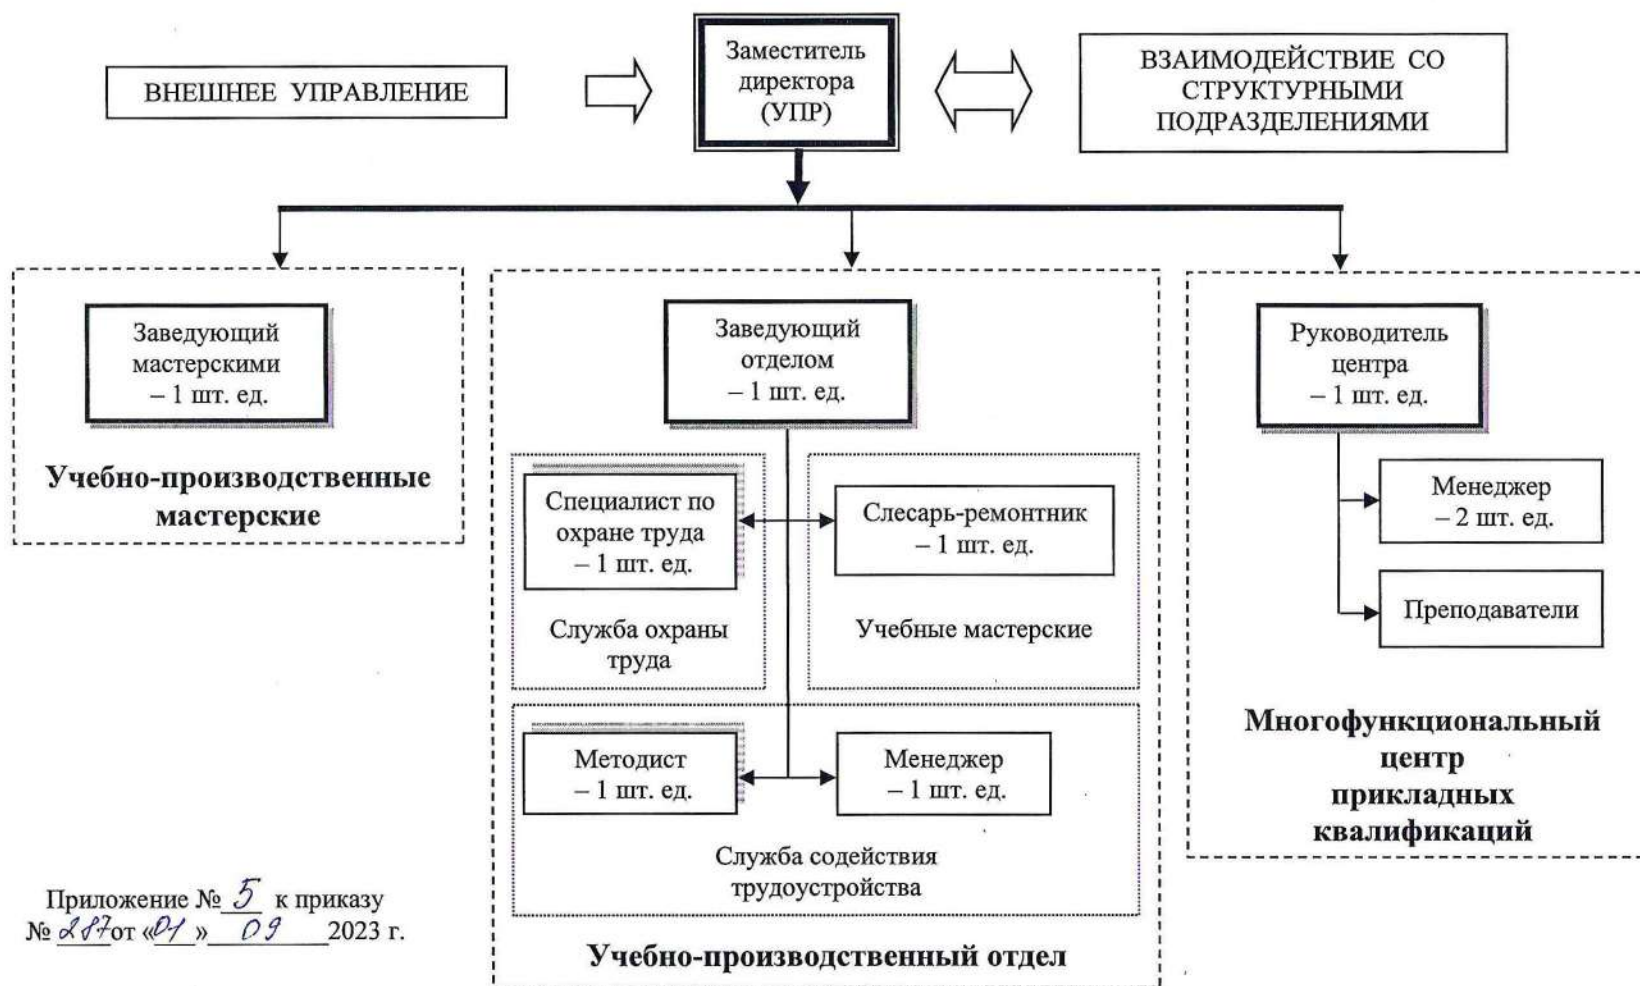 ВНЕШНЕЕ УПРАВЛЕНИЕ
Заместитель
директора
(УПР)
ВЗАИМОДЕЙСТВИЕ СО
СТРУКТУРНЫМИ
ПОДРАЗДЕЛЕНИЯМИ
Заведующий
мастерскими
– 1 шт. ед.
Учебно-производственные
мастерские
Заведующий
отделом
– 1 шт. ед.
Специалист по
охране труда
– 1 шт. ед.
Служба охраны
труда
Слесарь-ремонтник
– 1 шт. ед.
Учебные мастерские
Методист
– 1 шт. ед.
Менеджер
– 1 шт. ед.
Служба содействия
трудоустройства
Учебно-производственный отдел
Руководитель
центра
– 1 шт. ед.
Менеджер
– 2 шт. ед.
Преподаватели
Многофункциональный
центр
прикладных
квалификаций
Приложение № 5 к приказу
№ 287 от «01» 09 2023 г.